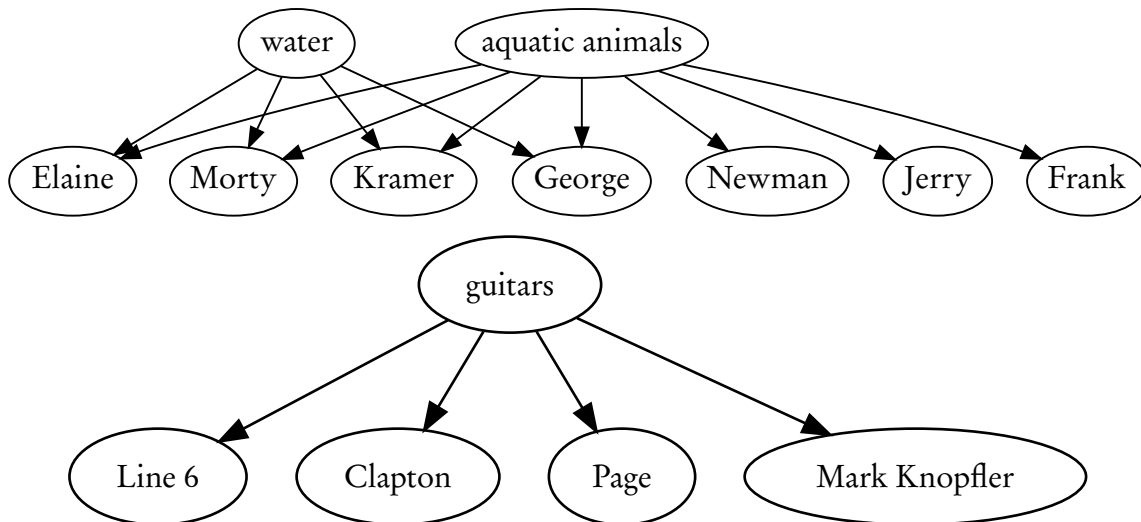 water aquatic animals
Elaine Morty Kramer George Newman Jerry Frank
guitars
Line 6 Clapton Page Mark Knopfler